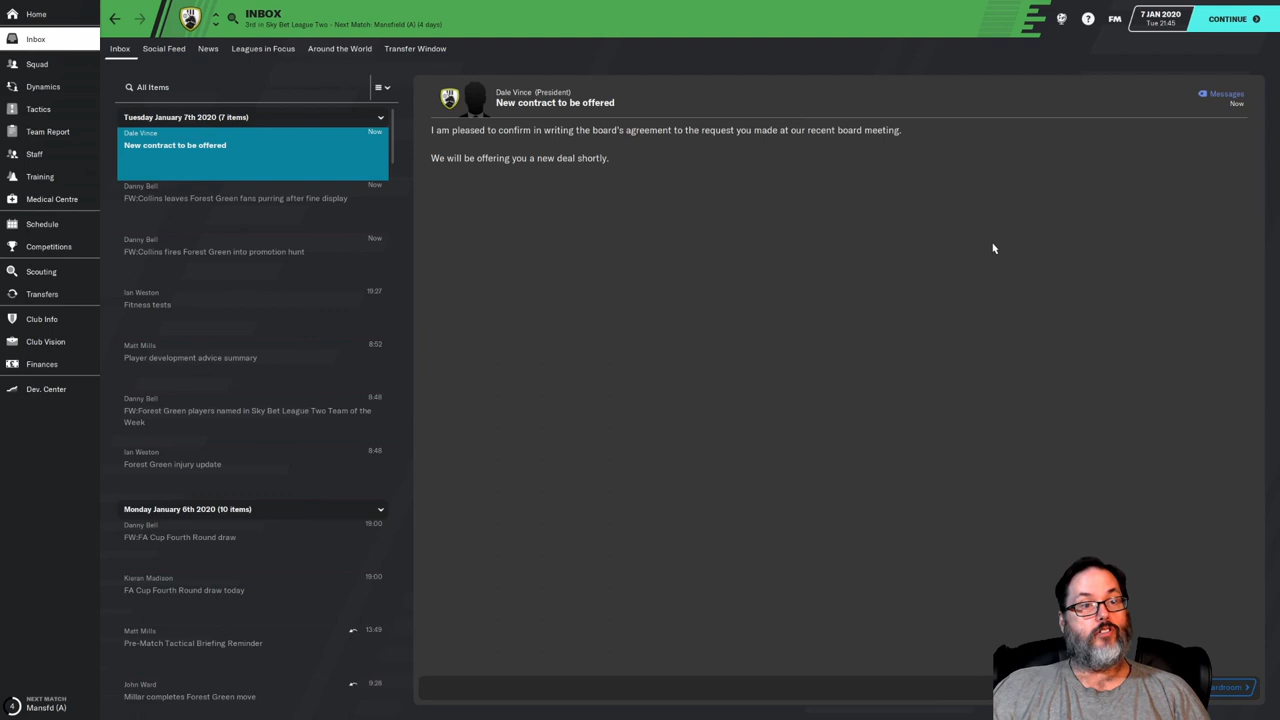 Home
Inbox
Squad
Dynamics
Tactics
Team Report
Staff
Training
Medical Centre
Schedule
Competitions
Scouting
Transfers
Club Info
Club Vision
Finances
Dev. Center
4
NEXT MATCH
Mansfd (A)
INBOX
3rd in Sky Bet League Two - Next Match: Mansfield (A) (4 days)
?
FM
7 JAN 2020
Tue 21:45
CONTINUE
Inbox Social Feed News Leagues in Focus Around the World Transfer Window
All Items
Tuesday January 7th 2020 (7 items)
Dale Vince Now
New contract to be offered
Danny Bell Now
FW:Collins leaves Forest Green fans purring after fine display
Danny Bell Now
FW:Collins fires Forest Green into promotion hunt
Ian Weston 19:27
Fitness tests
Matt Mills 8:52
Player development advice summary
Danny Bell 8:48
FW:Forest Green players named in Sky Bet League Two Team of the
Week
Ian Weston 8:48
Forest Green injury update
Monday January 6th 2020 (10 items)
Danny Bell 19:00
FW:FA Cup Fourth Round draw
Kieran Madison 19:00
FA Cup Fourth Round draw today
Matt Mills 13:49
Pre-Match Tactical Briefing Reminder
John Ward 9:28
Millar completes Forest Green move
Dale Vince (President)
New contract to be offered
Messages
Now
I am pleased to confirm in writing the board's agreement to the request you made at our recent board meeting.
We will be offering you a new deal shortly.